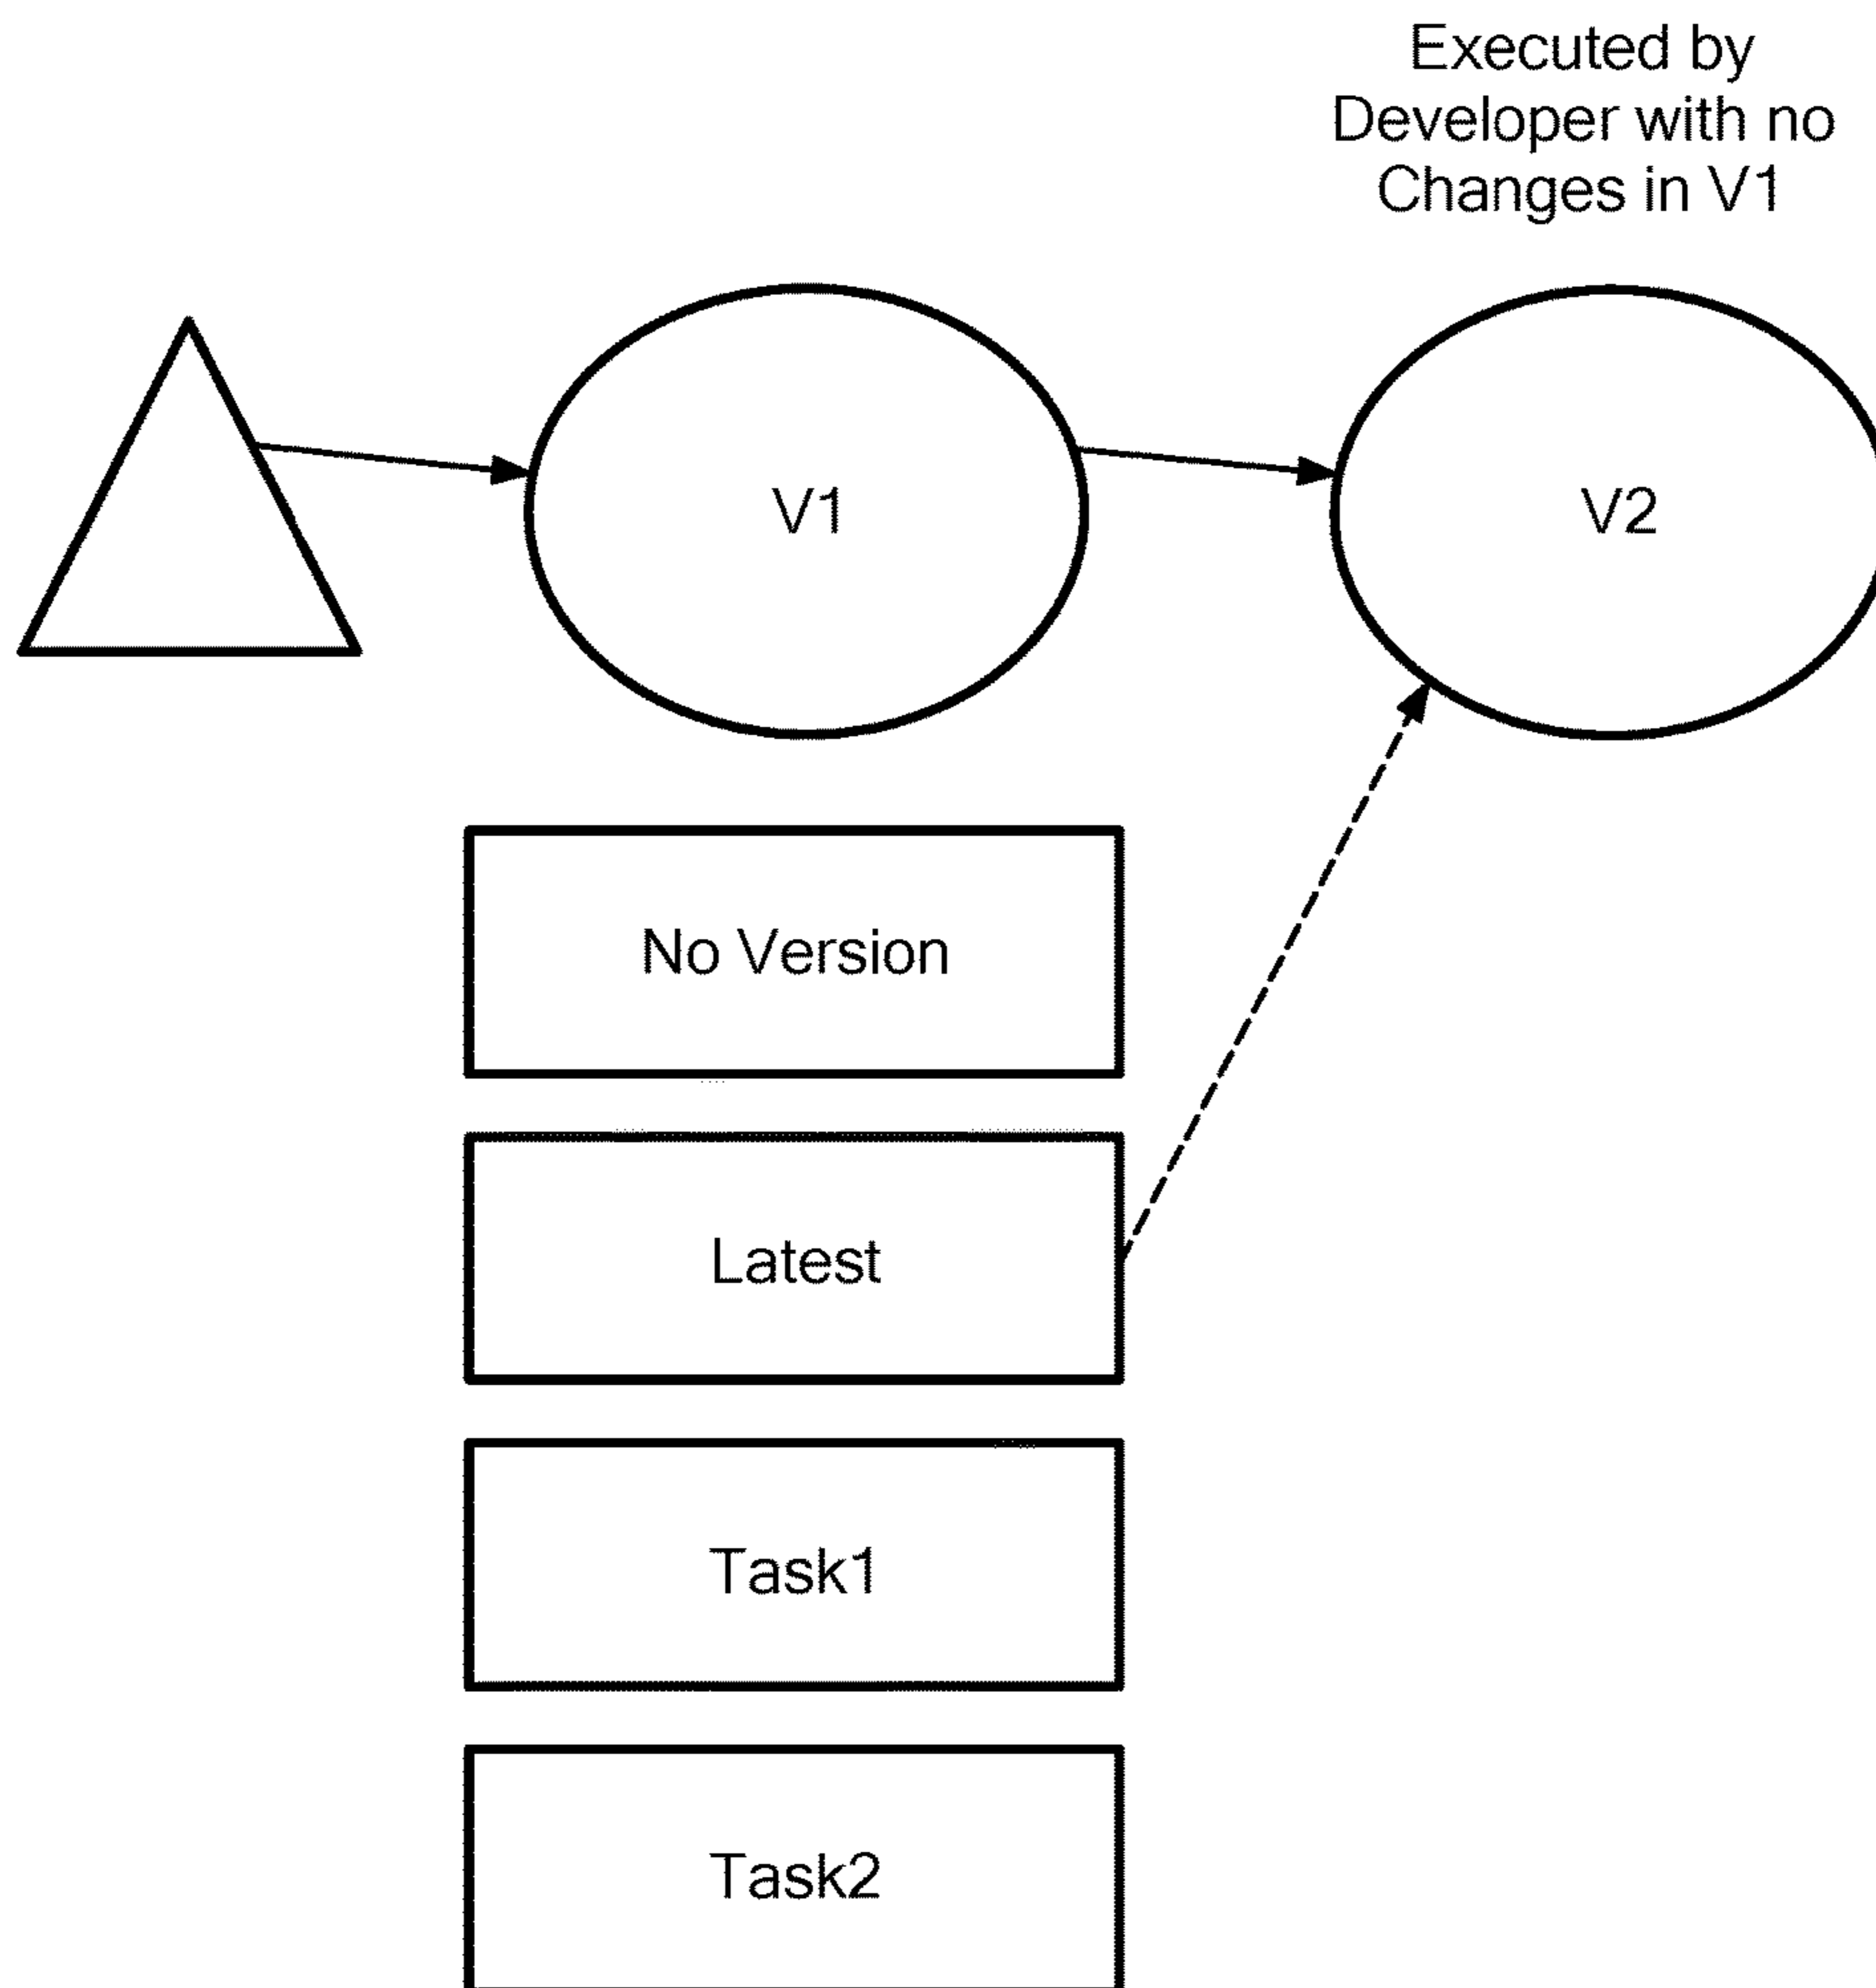 Executed by
Developer with no
Changes in V1
V1
V2
No Version
Latest
Task1
Task2